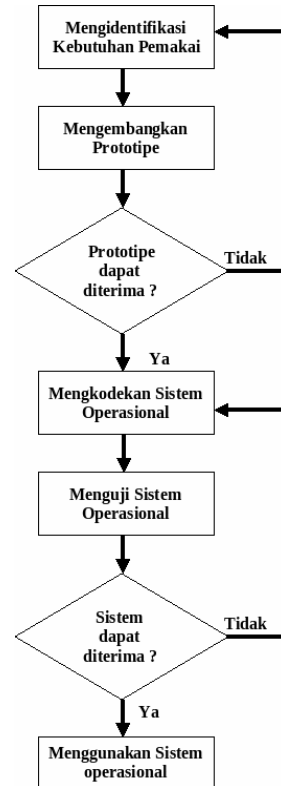 Mengidentifikasi
Kebutuhan Pemakai
Mengembangkan
Prototipe
Prototipe
dapat
diterima ?
Tidak
Ya
Mengkodekan Sistem
Operasional
Menguji Sistem
Operasional
Sistem
dapat
diterima ?
Tidak
Ya
Menggunakan Sistem
operasional